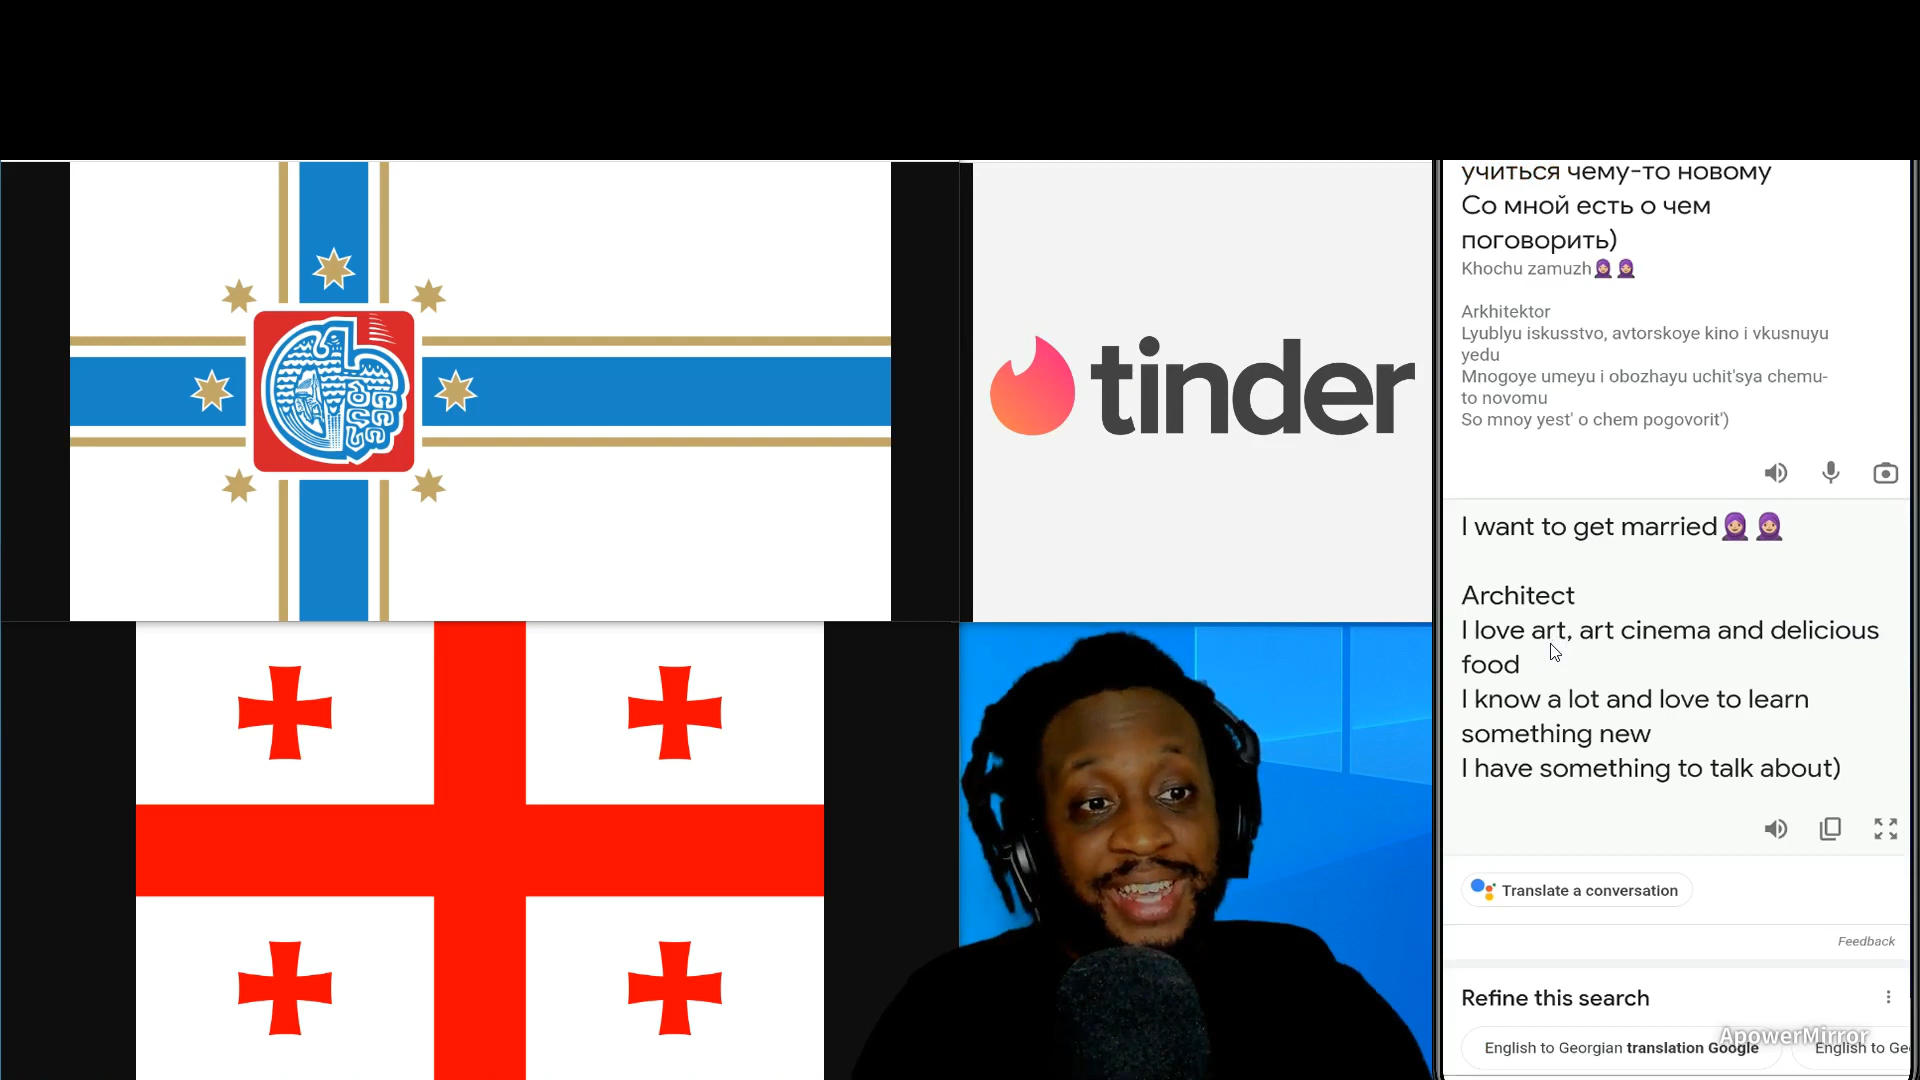 tinder
учиться чему-то новому
Со мной есть о чем
поговорить)
Khochu zamuzh🧕🧕
Arkhitektor
Lyublyu iskusstvo, avtorskoye kino i vkusnuyu
yedu
Mnogoye umeyu i obozhayu uchit'sya chemu-
to novomu
So mnoy yest' o chem pogovorit')
I want to get married🧕🧕
Architect
I love art, art cinema and delicious
food
I know a lot and love to learn
something new
I have something to talk about)
Translate a conversation
Feedback
Refine this search
ApowerMirror
English to Georgian translation Google
English to Ge